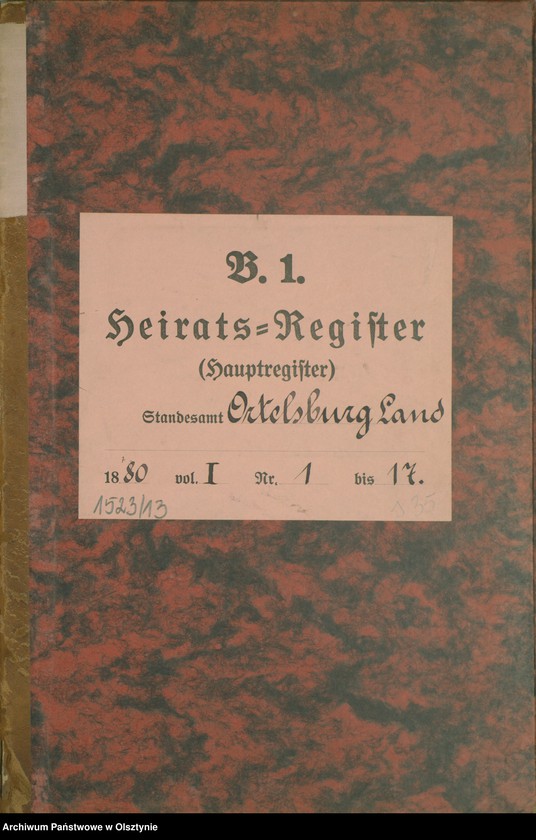 B. 1.
Heirats-Register
(Hauptregister)
Standesamt Ortelsburg Land
1880 vol. I Nr. 1 bis 17.
1523/13
Archiwum Państwowe w Olsztynie